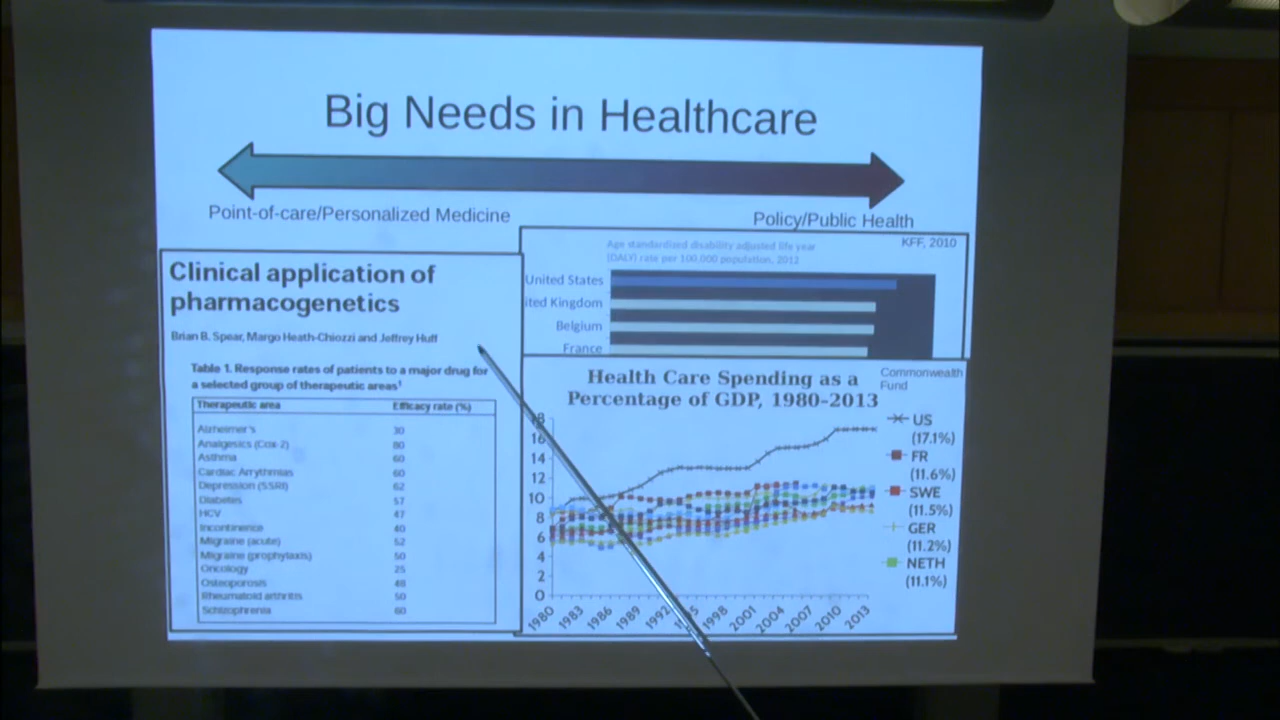 Big Needs in Healthcare
Point-of-care/Personalized Medicine
Policy/Public Health
Clinical application of
pharmacogenetics
Brian B. Spear, Margo Heath-Chiozzi and Jeffrey Huff
Table 1. Response rates of patients to a major drug for
a selected group of therapeutic areas¹
Therapeutic area Efficacy rate (%)
Alzheimer's 30
Analgesics (Cox-2) 80
Asthma 60
Cardiac Arrythmias 60
Depression (SSRI) 62
Diabetes 57
HCV 47
Incontinence 40
Migraine (acute) 52
Migraine (prophylaxis) 50
Oncology 25
Osteoporosis 48
Rheumatoid arthritis 50
Schizophrenia 60
Age standardized disability adjusted life year
(DALY) rate per 100,000 population, 2012
KFF, 2010
United States
ited Kingdom
Belgium
France
Health Care Spending as a
Percentage of GDP, 1980–2013
Commonwealth
Fund
18
16
14
12
10
8
6
4
2
0
1980 1983 1986 1989 1992 1998 2001 2004 2007 2010 2013
US
(17.1%)
FR
(11.6%)
SWE
(11.5%)
GER
(11.2%)
NETH
(11.1%)